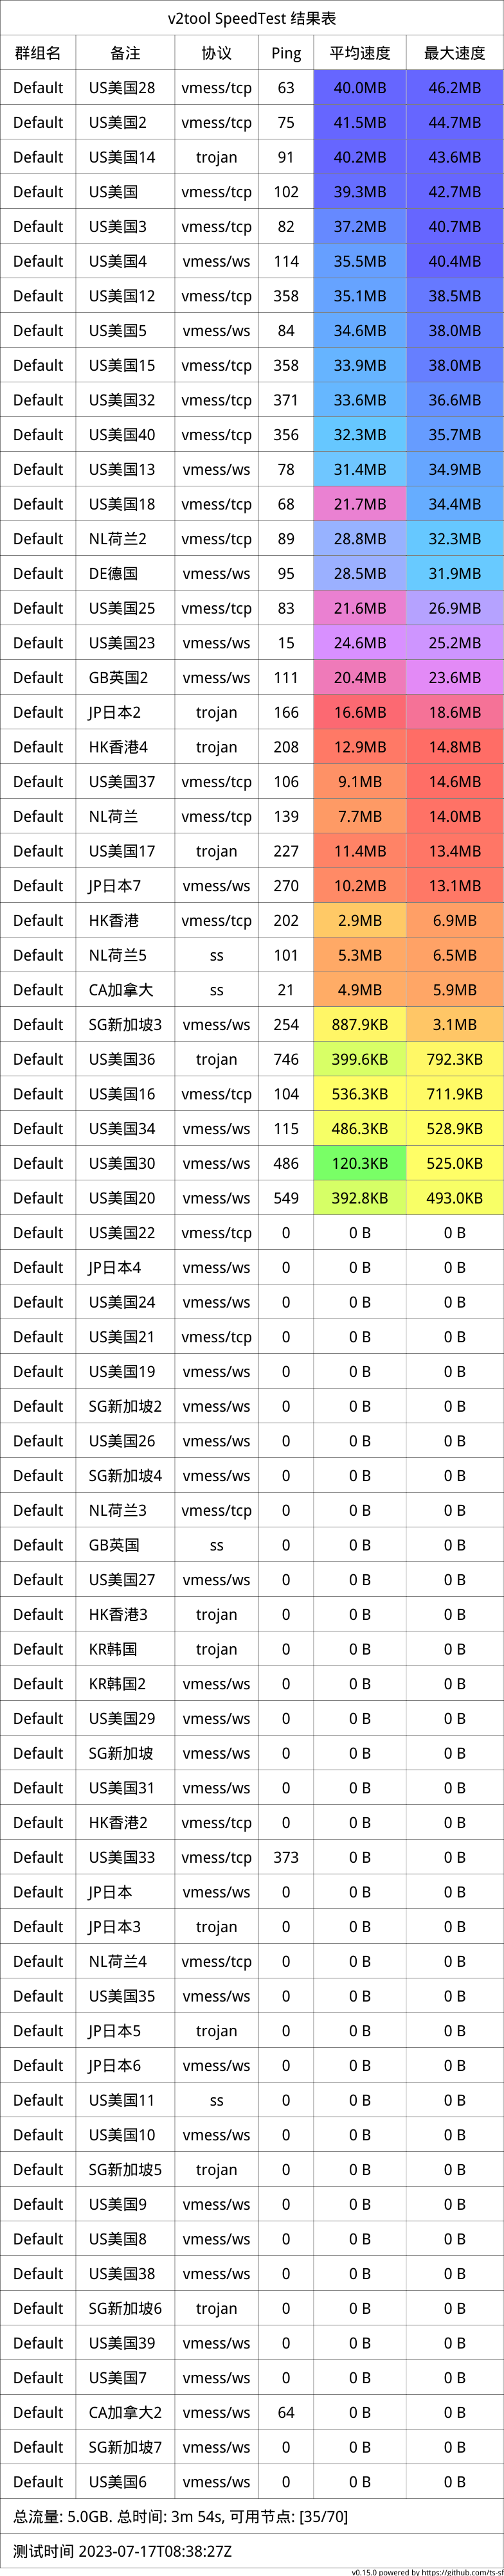 v2tool SpeedTest 结果表
群组名 备注 协议 Ping 平均速度 最大速度
Default US美国28 vmess/tcp 63 40.0MB 46.2MB
Default US美国2 vmess/tcp 75 41.5MB 44.7MB
Default US美国14 trojan 91 40.2MB 43.6MB
Default US美国 vmess/tcp 102 39.3MB 42.7MB
Default US美国3 vmess/tcp 82 37.2MB 40.7MB
Default US美国4 vmess/ws 114 35.5MB 40.4MB
Default US美国12 vmess/tcp 358 35.1MB 38.5MB
Default US美国5 vmess/ws 84 34.6MB 38.0MB
Default US美国15 vmess/tcp 358 33.9MB 38.0MB
Default US美国32 vmess/tcp 371 33.6MB 36.6MB
Default US美国40 vmess/tcp 356 32.3MB 35.7MB
Default US美国13 vmess/ws 78 31.4MB 34.9MB
Default US美国18 vmess/tcp 68 21.7MB 34.4MB
Default NL荷兰2 vmess/tcp 89 28.8MB 32.3MB
Default DE德国 vmess/ws 95 28.5MB 31.9MB
Default US美国25 vmess/tcp 83 21.6MB 26.9MB
Default US美国23 vmess/ws 15 24.6MB 25.2MB
Default GB英国2 vmess/ws 111 20.4MB 23.6MB
Default JP日本2 trojan 166 16.6MB 18.6MB
Default HK香港4 trojan 208 12.9MB 14.8MB
Default US美国37 vmess/tcp 106 9.1MB 14.6MB
Default NL荷兰 vmess/tcp 139 7.7MB 14.0MB
Default US美国17 trojan 227 11.4MB 13.4MB
Default JP日本7 vmess/ws 270 10.2MB 13.1MB
Default HK香港 vmess/tcp 202 2.9MB 6.9MB
Default NL荷兰5 ss 101 5.3MB 6.5MB
Default CA加拿大 ss 21 4.9MB 5.9MB
Default SG新加坡3 vmess/ws 254 887.9KB 3.1MB
Default US美国36 trojan 746 399.6KB 792.3KB
Default US美国16 vmess/tcp 104 536.3KB 711.9KB
Default US美国34 vmess/ws 115 486.3KB 528.9KB
Default US美国30 vmess/ws 486 120.3KB 525.0KB
Default US美国20 vmess/ws 549 392.8KB 493.0KB
Default US美国22 vmess/tcp 0 0 B 0 B
Default JP日本4 vmess/ws 0 0 B 0 B
Default US美国24 vmess/ws 0 0 B 0 B
Default US美国21 vmess/tcp 0 0 B 0 B
Default US美国19 vmess/ws 0 0 B 0 B
Default SG新加坡2 vmess/ws 0 0 B 0 B
Default US美国26 vmess/ws 0 0 B 0 B
Default SG新加坡4 vmess/ws 0 0 B 0 B
Default NL荷兰3 vmess/tcp 0 0 B 0 B
Default GB英国 ss 0 0 B 0 B
Default US美国27 vmess/ws 0 0 B 0 B
Default HK香港3 trojan 0 0 B 0 B
Default KR韩国 trojan 0 0 B 0 B
Default KR韩国2 vmess/ws 0 0 B 0 B
Default US美国29 vmess/ws 0 0 B 0 B
Default SG新加坡 vmess/ws 0 0 B 0 B
Default US美国31 vmess/ws 0 0 B 0 B
Default HK香港2 vmess/tcp 0 0 B 0 B
Default US美国33 vmess/tcp 373 0 B 0 B
Default JP日本 vmess/ws 0 0 B 0 B
Default JP日本3 trojan 0 0 B 0 B
Default NL荷兰4 vmess/tcp 0 0 B 0 B
Default US美国35 vmess/ws 0 0 B 0 B
Default JP日本5 trojan 0 0 B 0 B
Default JP日本6 vmess/ws 0 0 B 0 B
Default US美国11 ss 0 0 B 0 B
Default US美国10 vmess/ws 0 0 B 0 B
Default SG新加坡5 trojan 0 0 B 0 B
Default US美国9 vmess/ws 0 0 B 0 B
Default US美国8 vmess/ws 0 0 B 0 B
Default US美国38 vmess/ws 0 0 B 0 B
Default SG新加坡6 trojan 0 0 B 0 B
Default US美国39 vmess/ws 0 0 B 0 B
Default US美国7 vmess/ws 0 0 B 0 B
Default CA加拿大2 vmess/ws 64 0 B 0 B
Default SG新加坡7 vmess/ws 0 0 B 0 B
Default US美国6 vmess/ws 0 0 B 0 B
总流量: 5.0GB. 总时间: 3m 54s, 可用节点: [35/70]
测试时间 2023-07-17T08:38:27Z
v0.15.0 powered by https://github.com/ts-sf